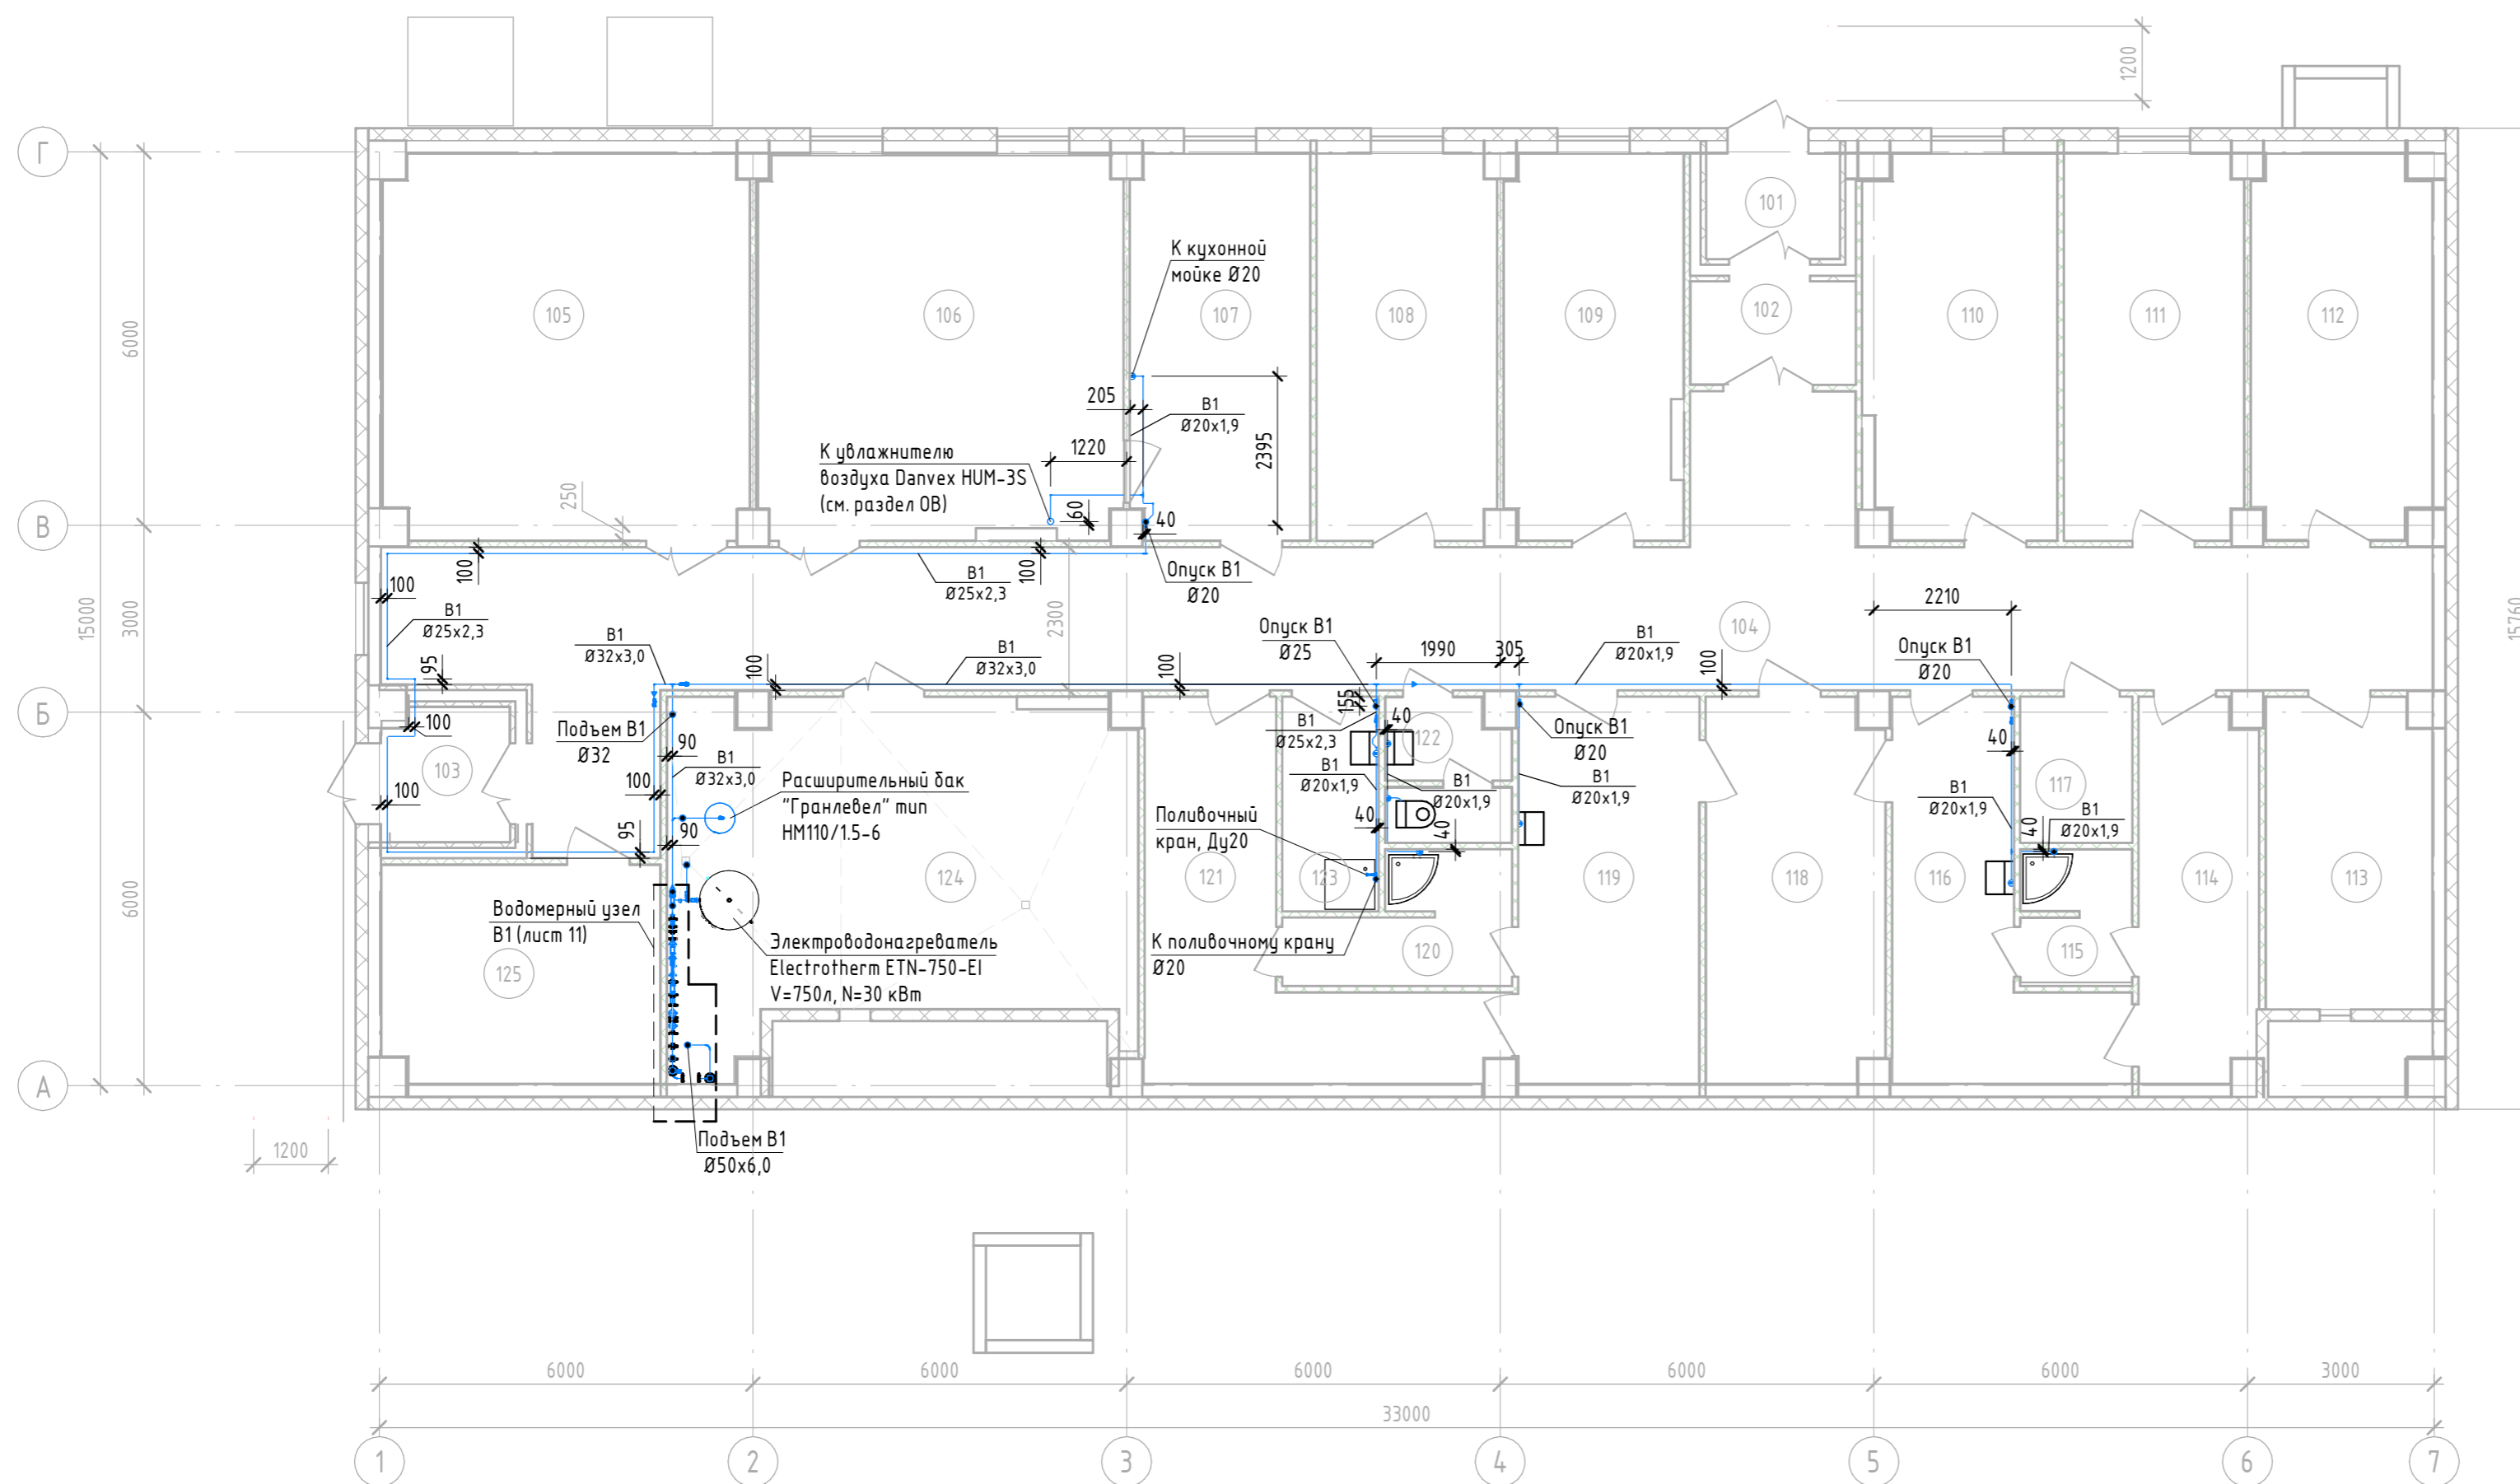 1200
Г
101
К кухонной
мойке Ø20
102
105
106
107
108
109
110
111
112
6000
205
В1
Ø20х1,9
2395
1220
К увлажнителю
воздуха Danvex HUM-3S
(см. раздел ОВ)
250
60
40
В
100
100
В1
Ø25х2,3
Опуск В1
Ø20
100
В1
Ø25х2,3
15000
3000
2300
2210
104
15760
В1
Ø32х3,0
В1
Ø32х3,0
Опуск В1
Ø25
1990
305
В1
Ø20х1,9
Опуск В1
Ø20
95
100
100
100
155
Б
100
Подъем В1
Ø32
90
В1
Ø25х2,3
40
122
Опуск В1
Ø20
40
103
100
В1
Ø32х3,0
100
Расширительный бак
"Гранлевел" тип
НМ110/1.5-6
В1
Ø20х1,9
В1
Ø20х1,9
В1
Ø20х1,9
117
В1
Ø20х1,9
Поливочный
кран, Ду20
40
40
95
90
40
В1
Ø20х1,9
6000
124
121
123
119
118
116
114
113
Водомерный узел
В1 (лист 11)
Электроводонагреватель
Electrotherm ETN-750-EI
V=750л, N=30 кВт
К поливочному крану
Ø20
120
115
125
А
Подъем В1
Ø50х6,0
1200
6000
6000
6000
6000
6000
3000
33000
1
2
3
4
5
6
7